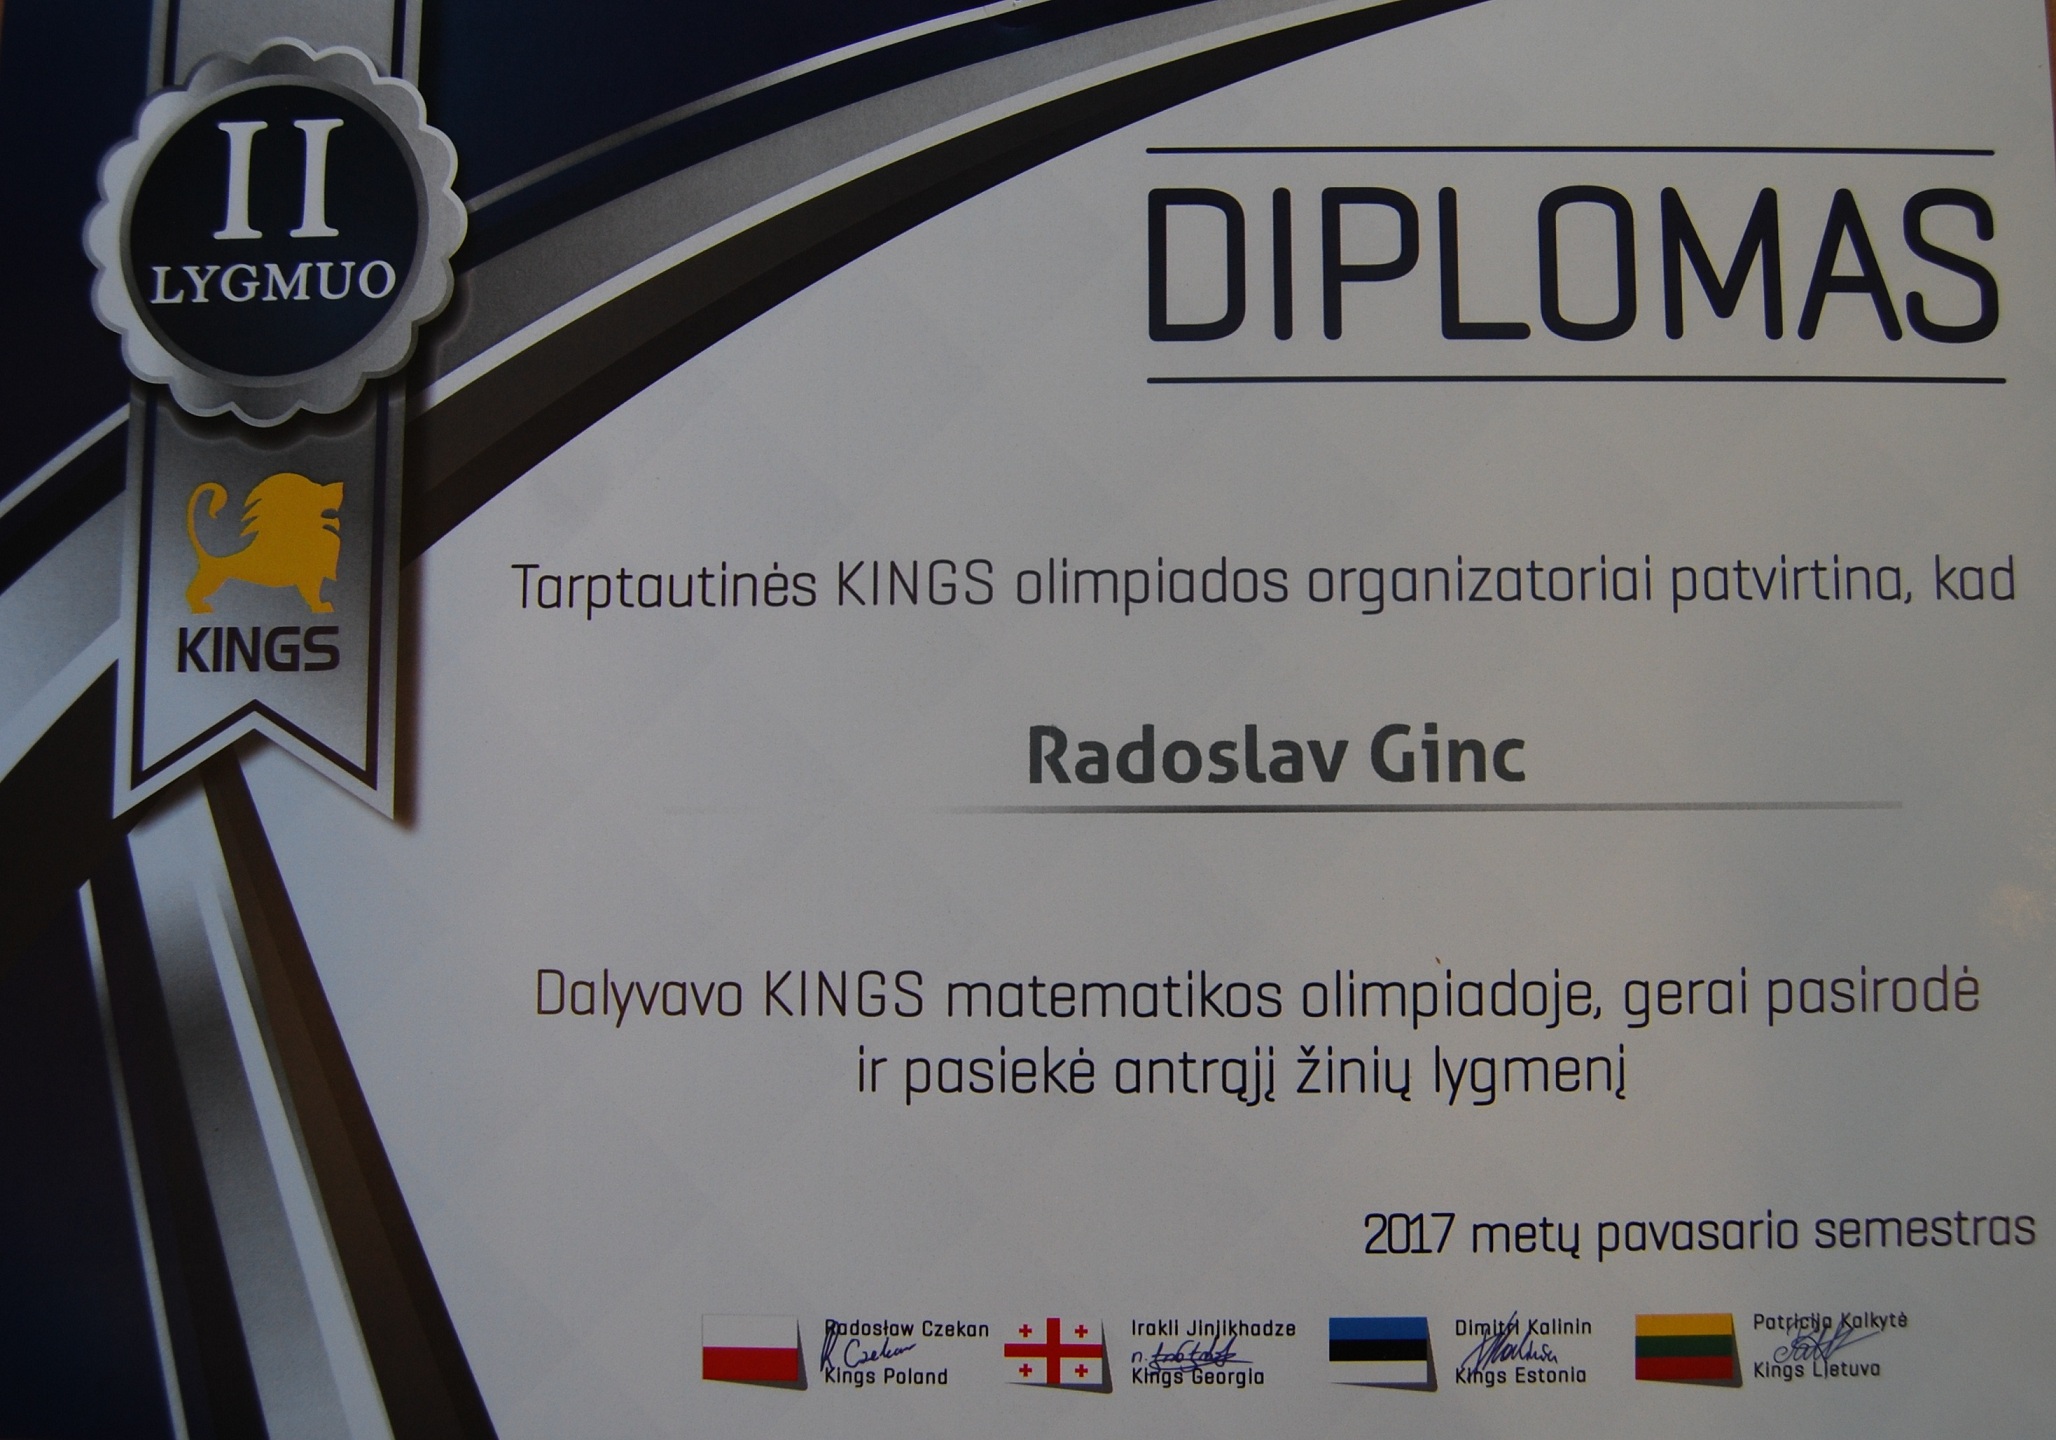 II
LYGMUO
KINGS
DIPLOMAS
Tarptautinės KINGS olimpiados organizatoriai patvirtina, kad
Radoslav Ginc
Dalyvavo KINGS matematikos olimpiadoje, gerai pasirodė
ir pasiekė antrąjį žinių lygmenį
2017 metų pavasario semestras
Radosław Czekan
R Czekan
Kings Poland
Irakli Jinjikhadze
Kings Georgia
Dimitri Kalinin
Kings Estonia
Patricija Kalkytė
Kings Lietuva